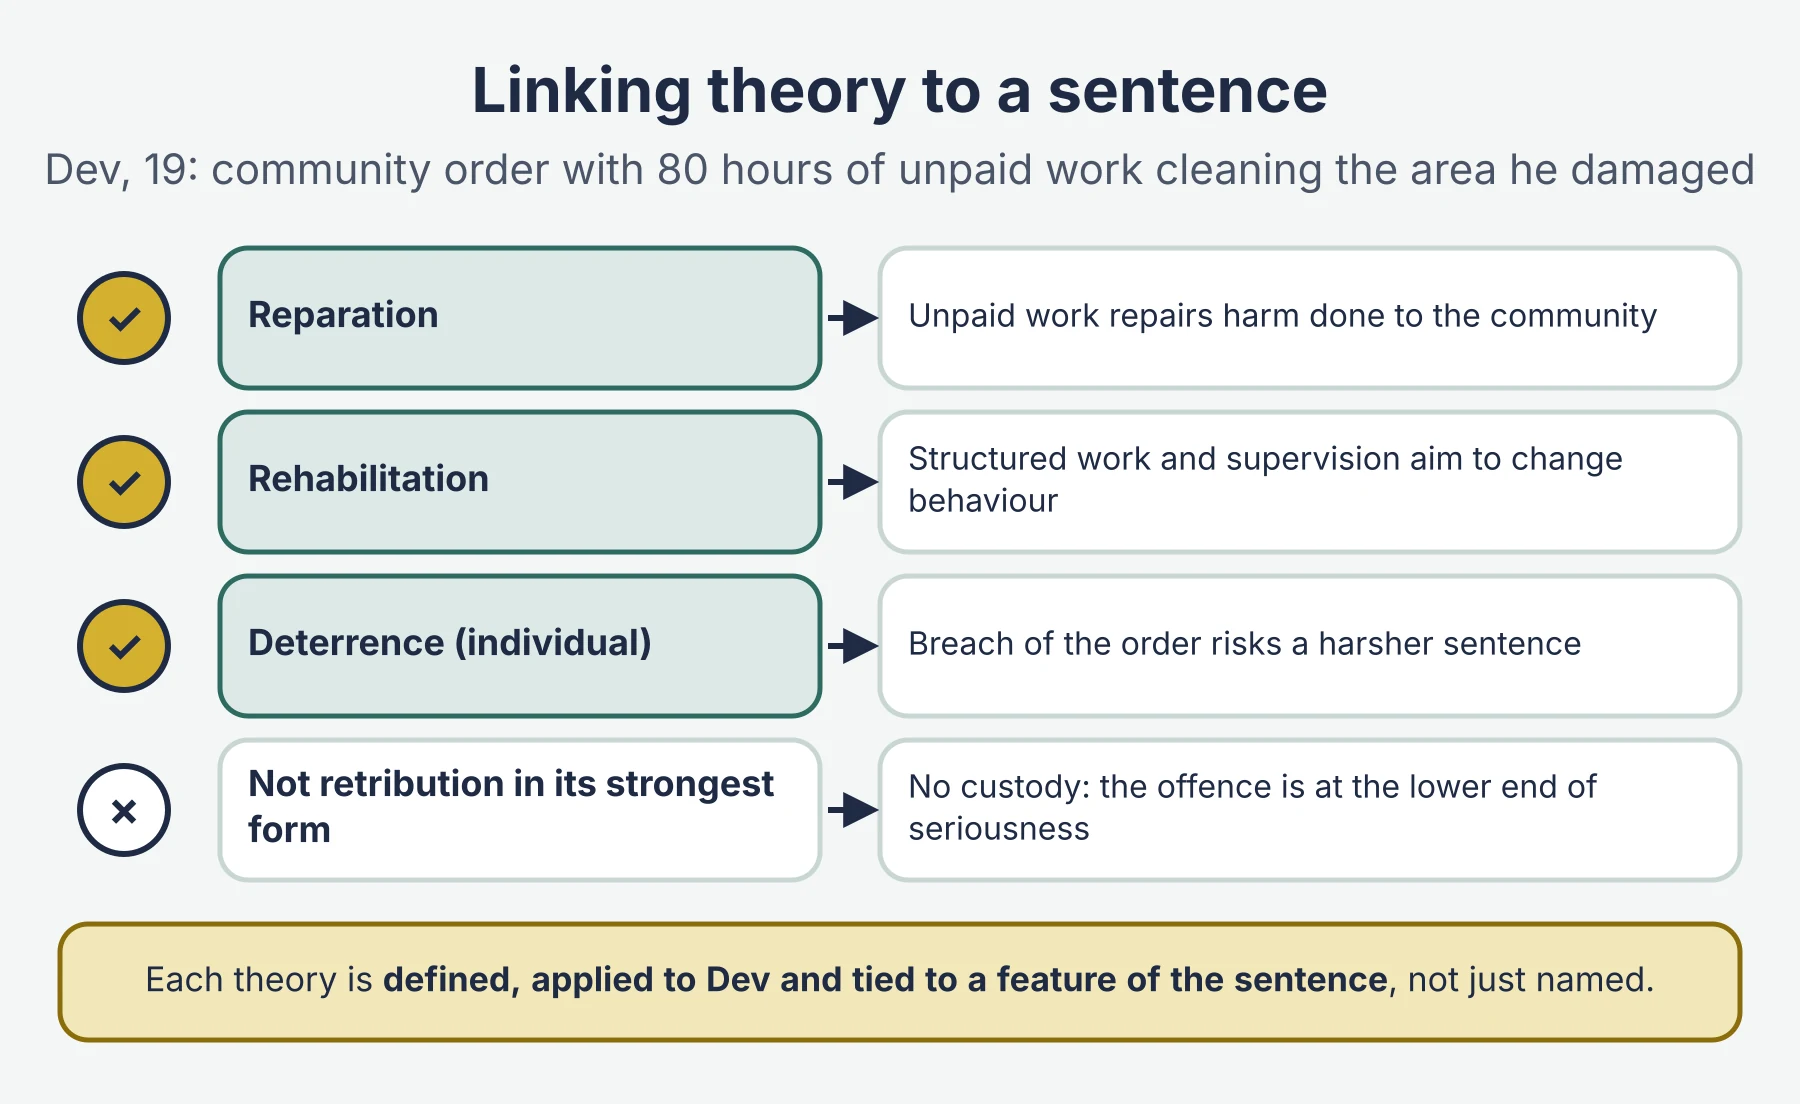 Linking theory to a sentence
Dev, 19: community order with 80 hours of unpaid work cleaning the area he damaged
Reparation
Unpaid work repairs harm done to the community
Rehabilitation
Structured work and supervision aim to change
behaviour
Deterrence (individual)
Breach of the order risks a harsher sentence
Not retribution in its strongest
form
No custody: the offence is at the lower end of
seriousness
Each theory is defined, applied to Dev and tied to a feature of the sentence, not just named.